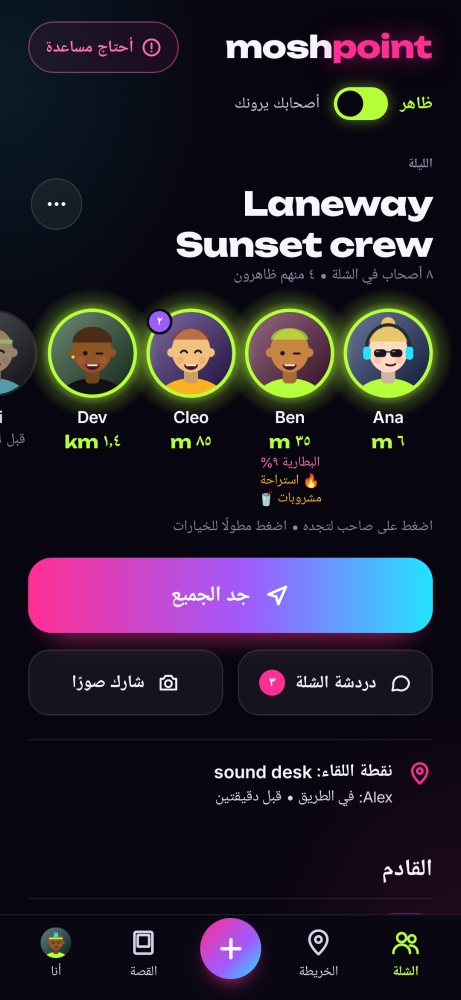 moshpoint
أحتاج مساعدة
ظاهر
أصحابك يرونك
الليلة
Laneway
Sunset crew
٨ أصحاب في الشلة • ٤ منهم ظاهرون
Ana
٦ m
Ben
٣٥ m
البطارية ٩%
🔥 استراحة
مشروبات 🥤
٢
Cleo
٨٥ m
Dev
١,٤ km
i
قبل
اضغط على صاحب لتجده • اضغط مطولًا للخيارات
جد الجميع
دردشة الشلة
٣
شارك صورًا
نقطة اللقاء: sound desk
Alex: في الطريق • قبل دقيقتين
القادم
الشلة
الخريطة
القصة
أنا